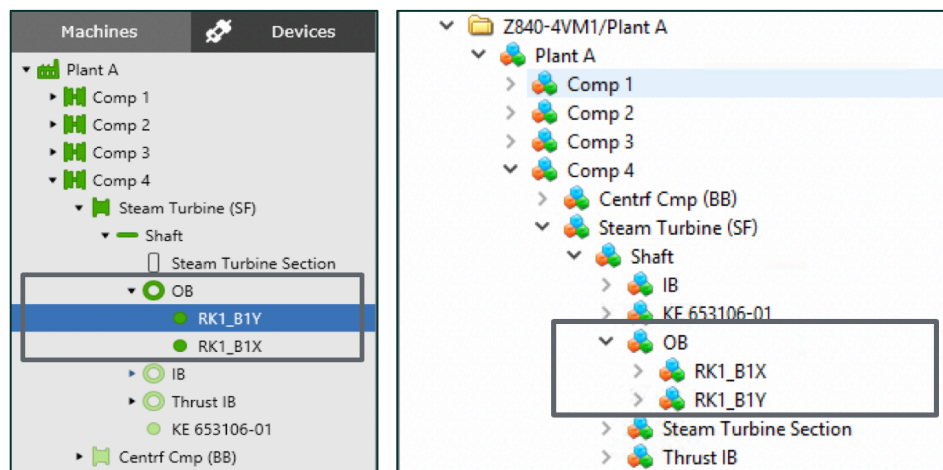 Machines
Devices
Plant A
Comp 1
Comp 2
Comp 3
Comp 4
Steam Turbine (SF)
Shaft
Steam Turbine Section
OB
RK1_B1Y
RK1_B1X
IB
Thrust IB
KE 653106-01
Centrf Cmp (BB)
Z840-4VM1/Plant A
Plant A
Comp 1
Comp 2
Comp 3
Comp 4
Centrf Cmp (BB)
Steam Turbine (SF)
Shaft
IB
KE 653106-01
OB
RK1_B1X
RK1_B1Y
Steam Turbine Section
Thrust IB